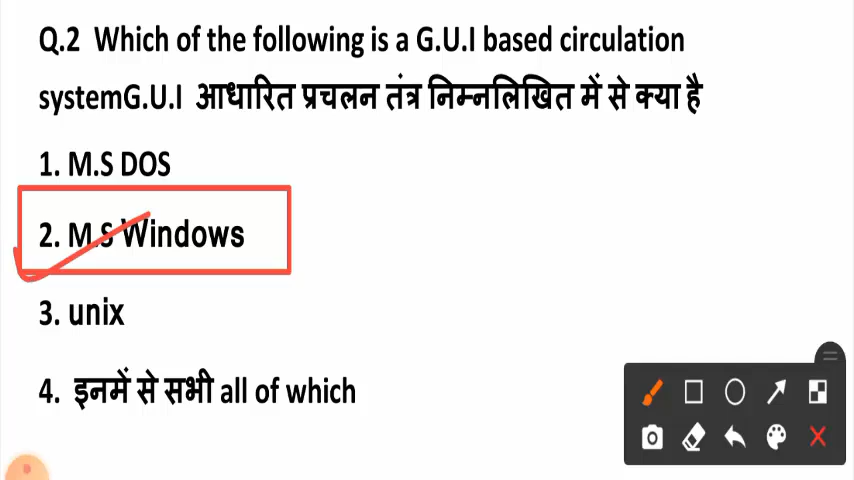 Q.2 Which of the following is a G.U.I based circulation
systemG.U.I आधारित प्रचलन तंत्र निम्नलिखित में से क्या है
1. M.S DOS
2. M.S Windows
3. unix
4. इनमें से सभी all of which